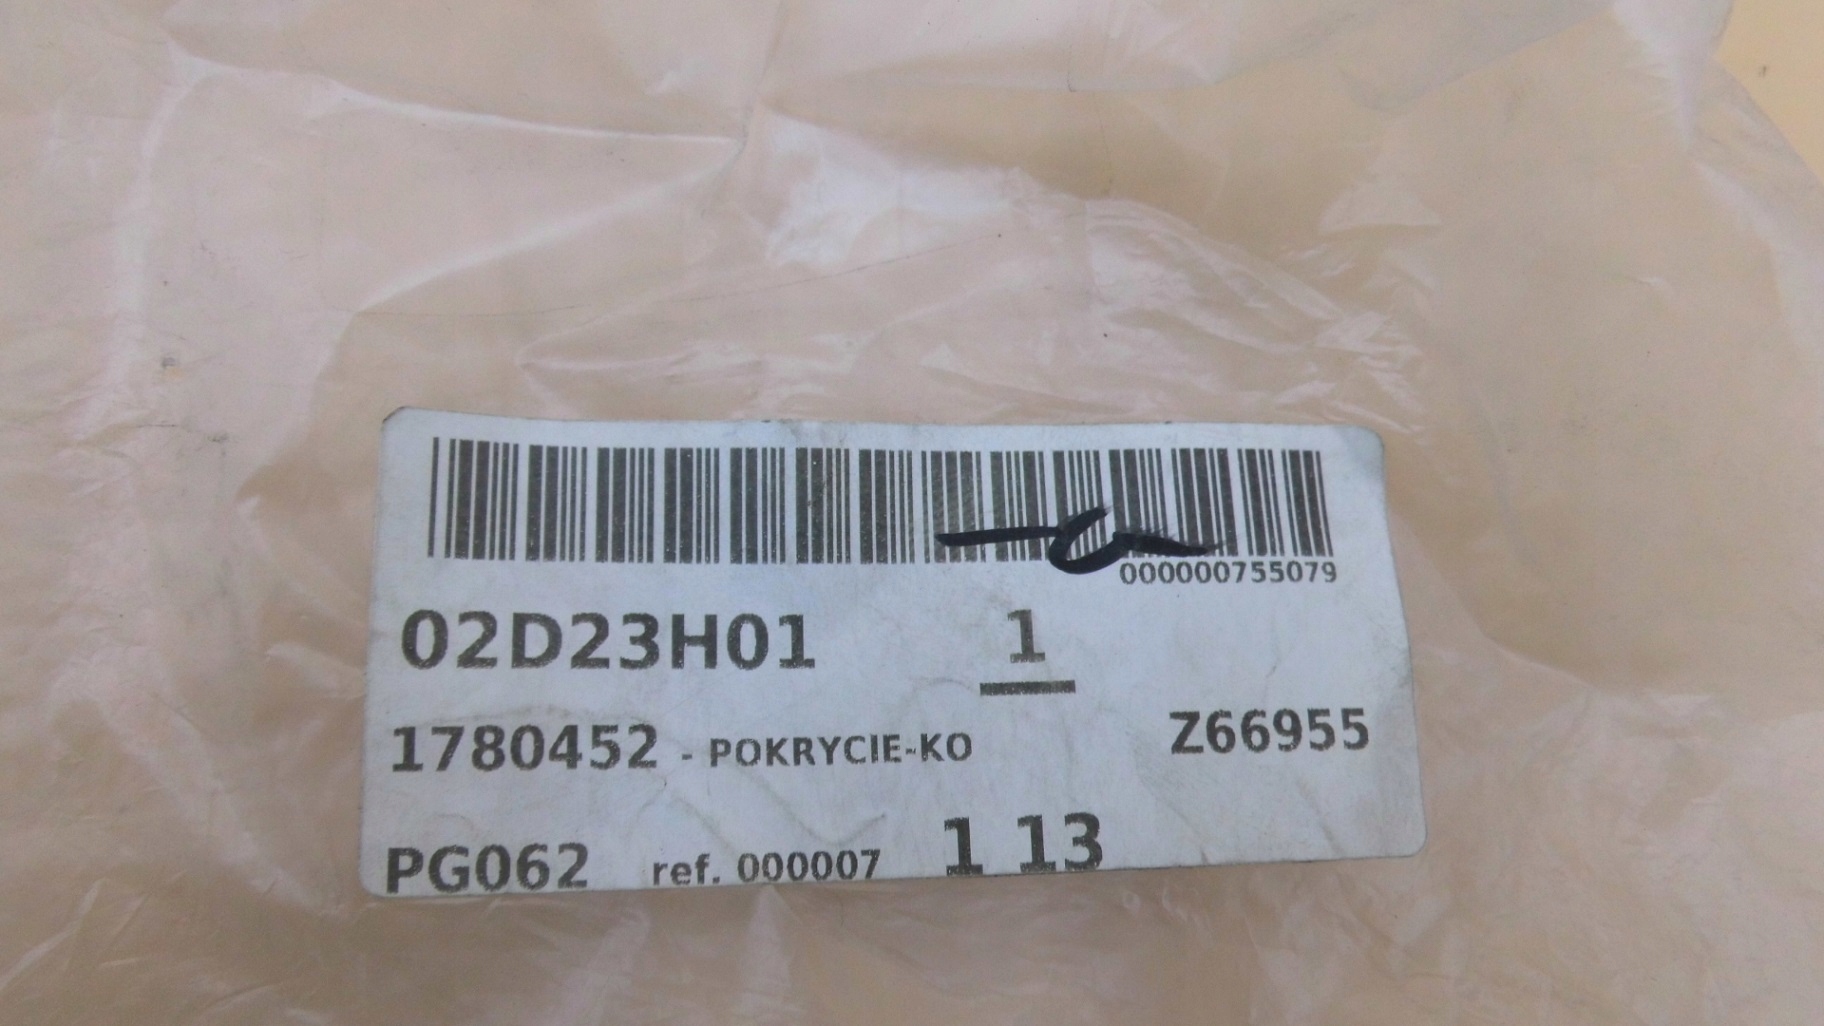 000000755079
02D23H01 1
1780452 - POKRYCIE-KO Z66955
PG062 ref. 000007 1 13